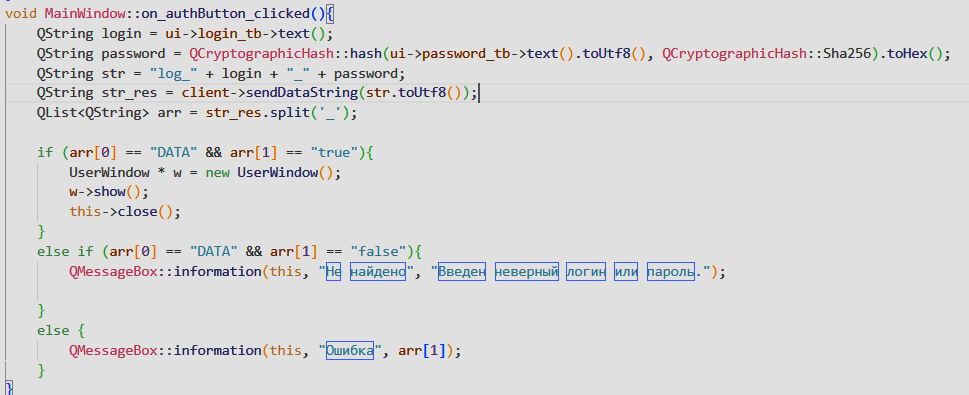 void MainWindow::on_authButton_clicked(){
    QString login = ui->login_tb->text();
    QString password = QCryptographicHash::hash(ui->password_tb->text().toUtf8(), QCryptographicHash::Sha256).toHex();
    QString str = "log_" + login + "_" + password;
    QString str_res = client->sendDataString(str.toUtf8());
    QList<QString> arr = str_res.split('_');

    if (arr[0] == "DATA" && arr[1] == "true"){
        UserWindow * w = new UserWindow();
        w->show();
        this->close();
    }
    else if (arr[0] == "DATA" && arr[1] == "false"){
        QMessageBox::information(this, "Не найдено", "Введен неверный логин или пароль.");

    }
    else {
        QMessageBox::information(this, "Ошибка", arr[1]);
    }
}